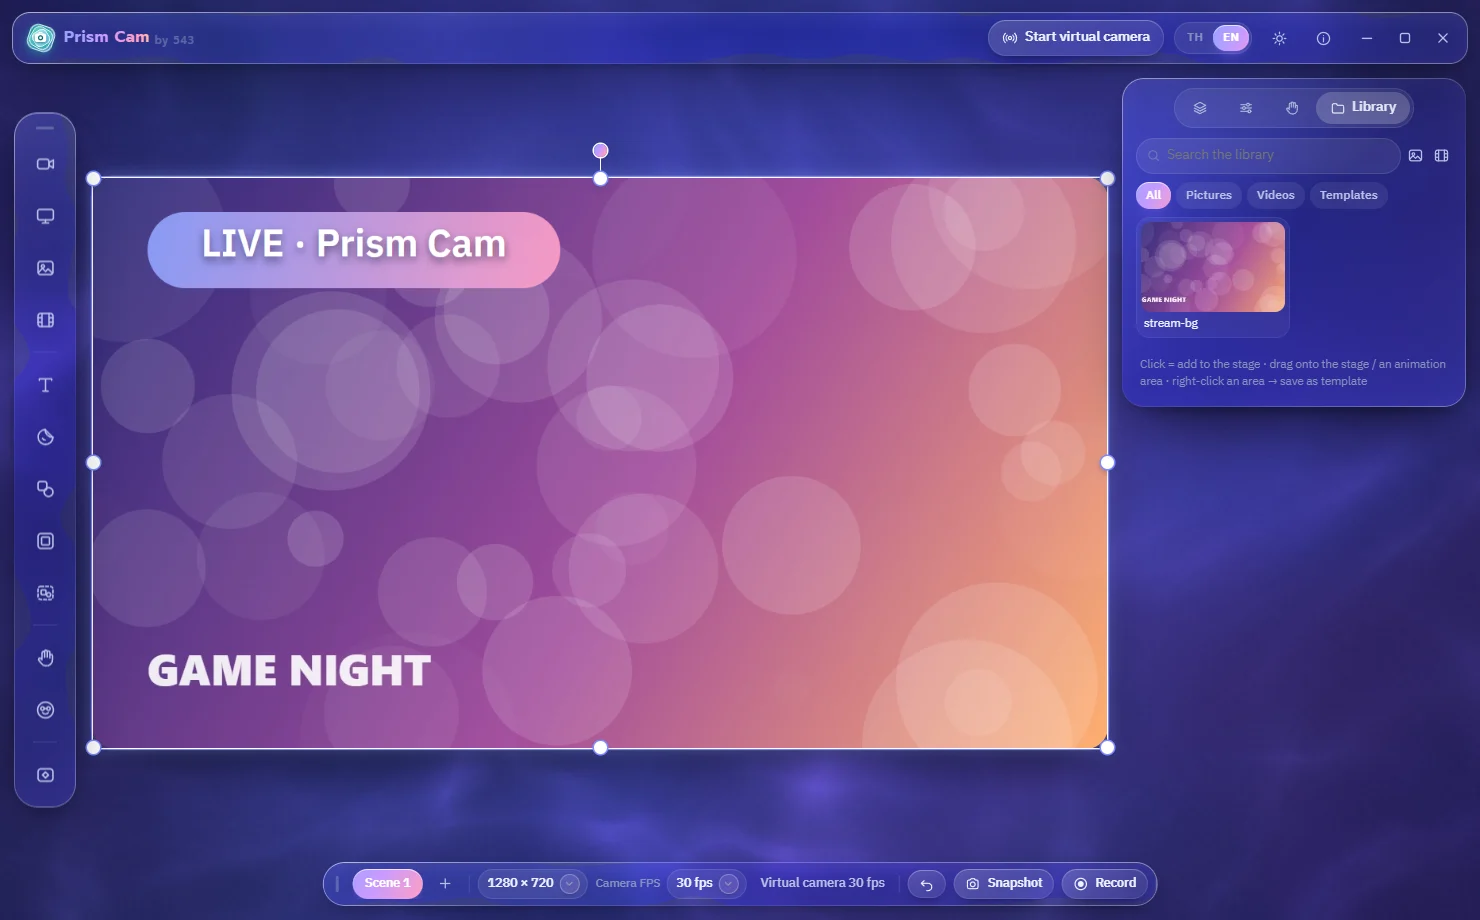 Prism Cam by 543
Start virtual camera
TH EN
Library
Search the library
All Pictures Videos Templates
GAME NIGHT
stream-bg
Click = add to the stage · drag onto the stage / an animation
area · right-click an area → save as template
LIVE · Prism Cam
GAME NIGHT
Scene 1 1280 × 720 Camera FPS 30 fps Virtual camera 30 fps Snapshot Record